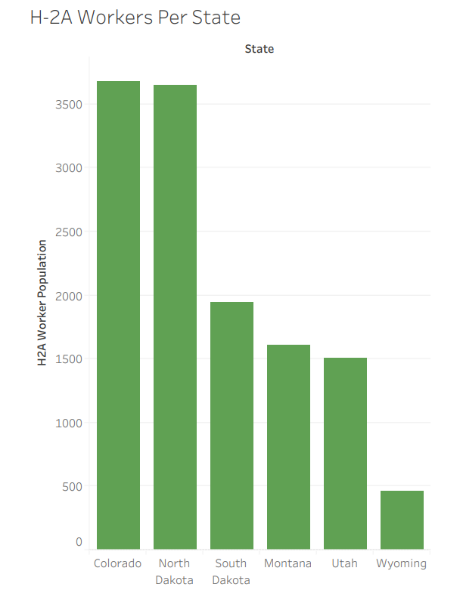 H-2A Workers Per State
State
H2A Worker Population
3500
3000
2500
2000
1500
1000
500
0
Colorado
North
Dakota
South
Dakota
Montana
Utah
Wyoming